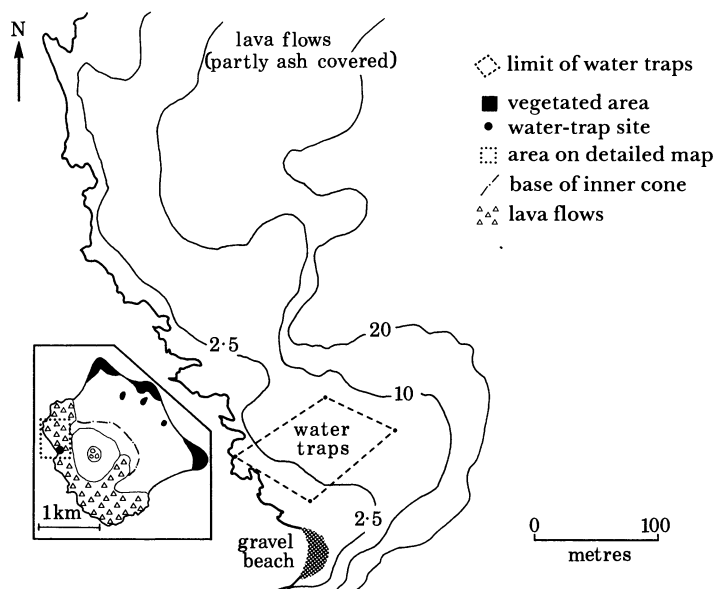 N
lava flows
(partly ash covered)
limit of water traps
vegetated area
water-trap site
area on detailed map
base of inner cone
lava flows
20
2·5
10
water
traps
1km
2·5
gravel
beach
0 100
metres